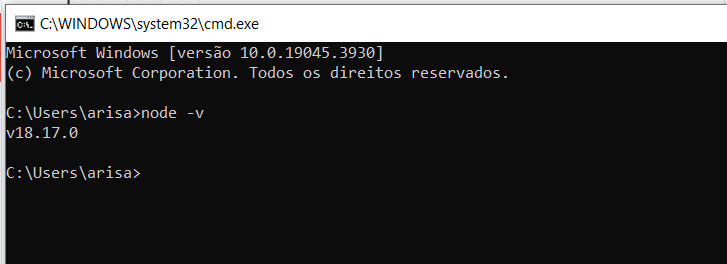 C:\WINDOWS\system32\cmd.exe
Microsoft Windows [versão 10.0.19045.3930]
(c) Microsoft Corporation. Todos os direitos reservados.
C:\Users\arisa>node -v
v18.17.0
C:\Users\arisa>